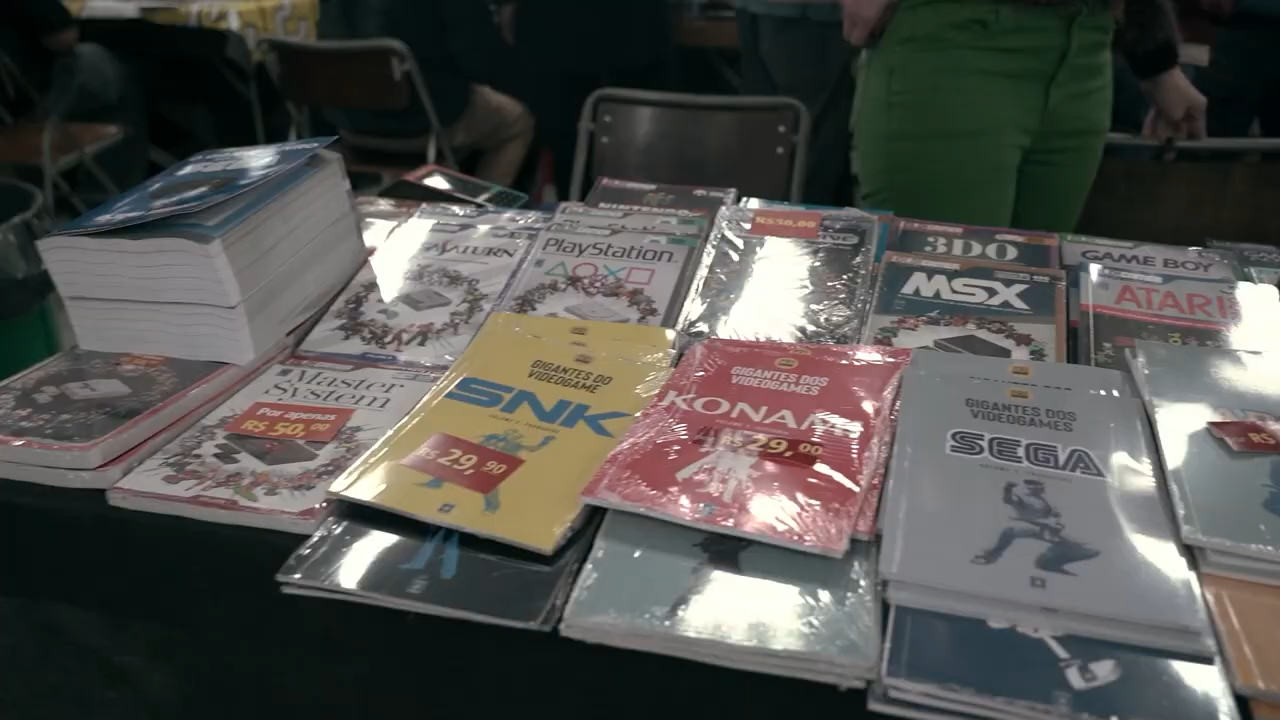 NINTENDO
R$ 50,00
3DO
GAME BOY
SATURN
PlayStation
MSX
ATARI
Master
System
Por apenas
R$ 50,00
GIGANTES DO
VIDEOGAME
SNK
R$ 29,90
GIGANTES DOS
VIDEOGAMES
KONAMI
R$ 29,00
GIGANTES DOS
VIDEOGAMES
SEGA
R$